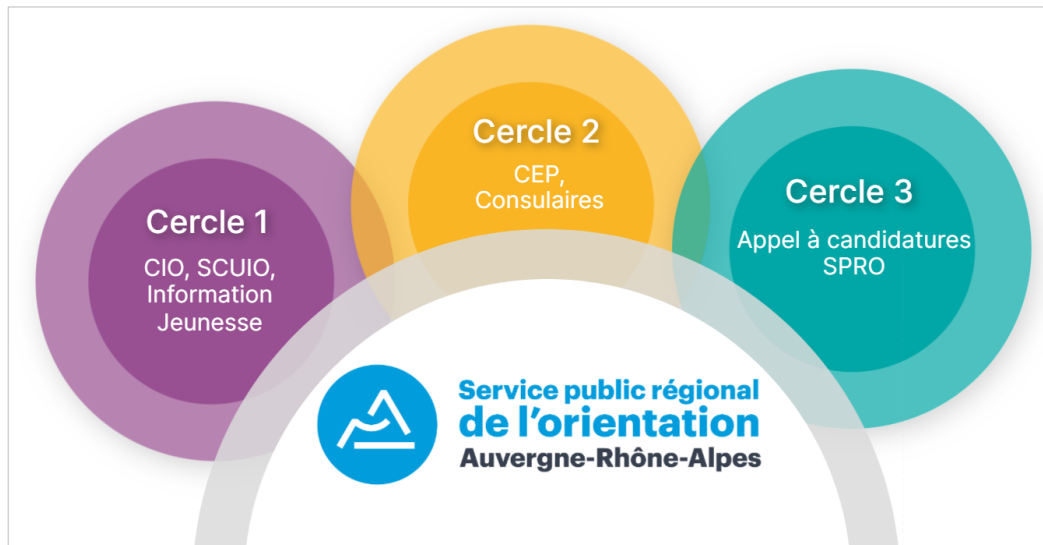 Cercle 1
CIO, SCUIO,
Information
Jeunesse
Cercle 2
CEP,
Consulaires
Cercle 3
Appel à candidatures
SPRO
Service public régional
de l'orientation
Auvergne-Rhône-Alpes